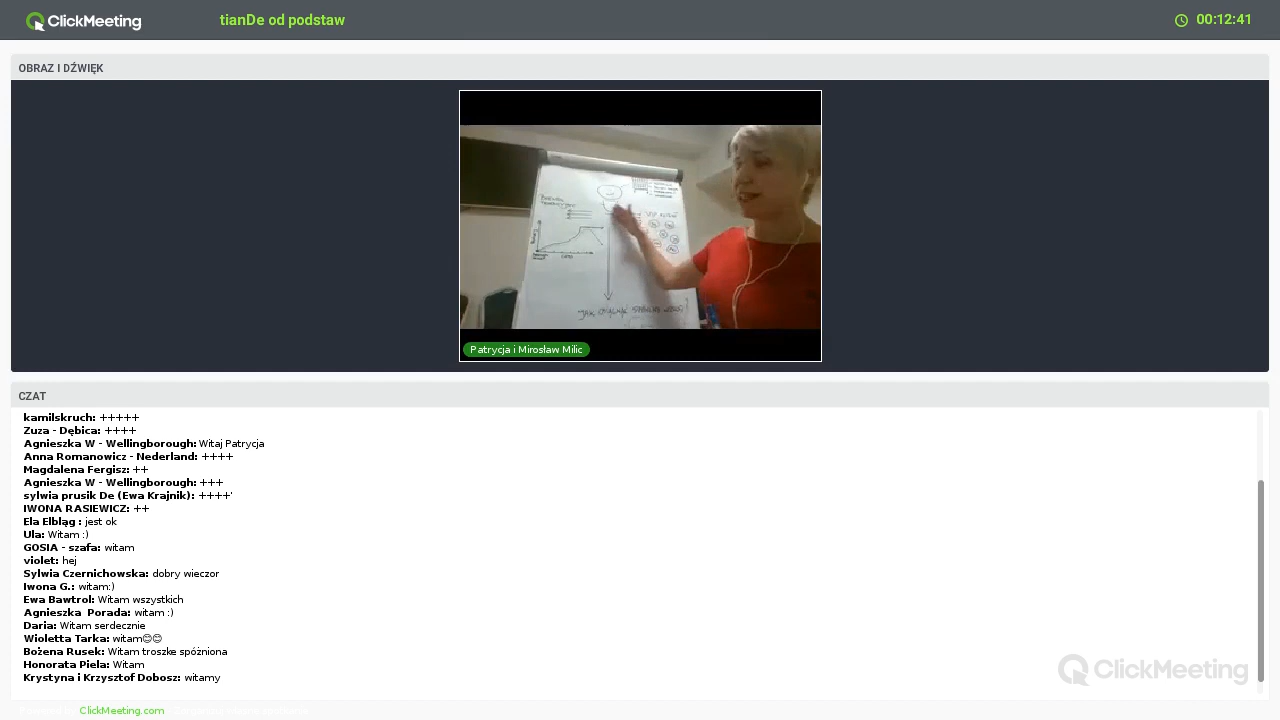 ClickMeeting
tianDe od podstaw
00:12:41
OBRAZ I DŹWIĘK
JAK
Patrycja i Mirosław Milic
CZAT
kamilskruch: +++++
Zuza - Dębica: ++++
Agnieszka W - Wellingborough: Witaj Patrycja
Anna Romanowicz - Nederland: ++++
Magdalena Fergisz: ++
Agnieszka W - Wellingborough: +++
sylwia prusik De (Ewa Krajnik): ++++'
IWONA RASIEWICZ: ++
Ela Elbląg : jest ok
Ula: Witam :)
GOSIA - szafa: witam
violet: hej
Sylwia Czernichowska: dobry wieczor
Iwona G.: witam:)
Ewa Bawtrol: Witam wszystkich
Agnieszka Porada: witam :)
Daria: Witam serdecznie
Wioletta Tarka: witam😊😊
Bożena Rusek: Witam troszke spóżniona
Honorata Piela: Witam
Krystyna i Krzysztof Dobosz: witamy
ClickMeeting
ClickMeeting.com